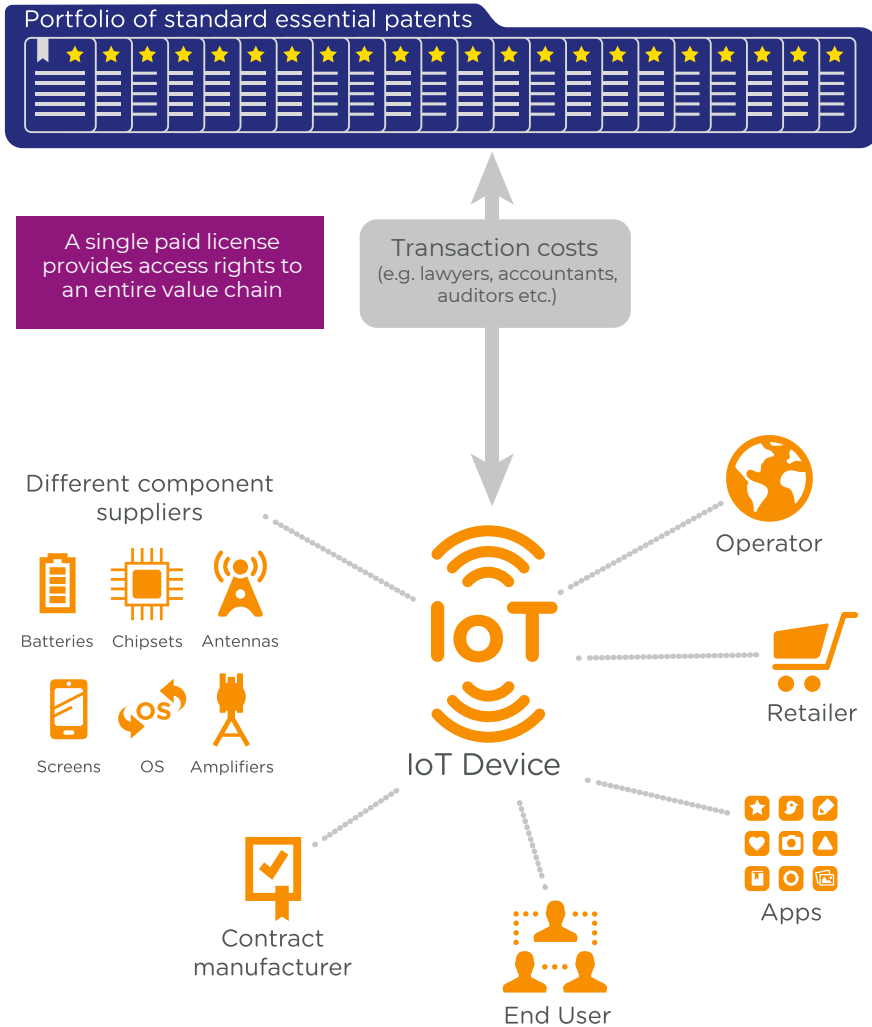 Portfolio of standard essential patents
A single paid license
provides access rights to
an entire value chain
Transaction costs
(e.g. lawyers, accountants,
auditors etc.)
Different component
suppliers
Batteries
Chipsets
Antennas
OS
Screens
OS
Amplifiers
IoT
IoT Device
Operator
Retailer
Apps
Contract
manufacturer
End User